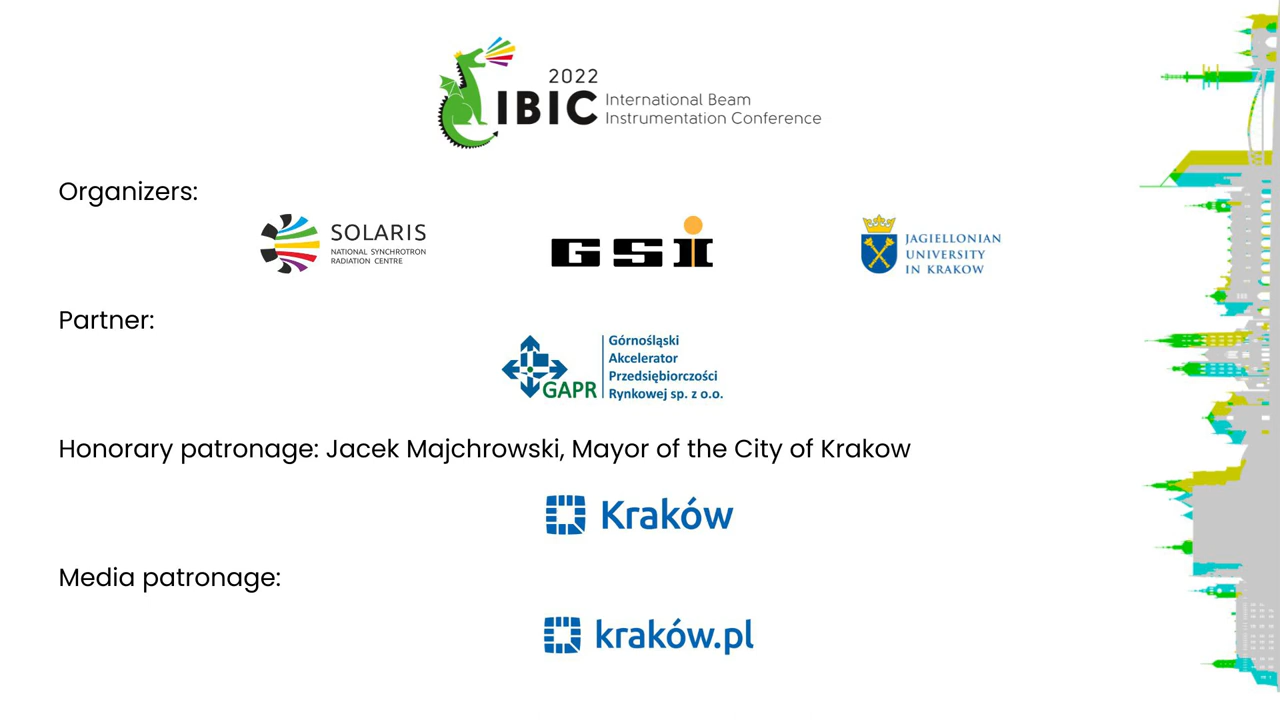 2022
IBIC
International Beam
Instrumentation Conference
Organizers:
SOLARIS
NATIONAL SYNCHROTRON
RADIATION CENTRE
GSI
JAGIELLONIAN
UNIVERSITY
IN KRAKOW
Partner:
GAPR
Górnośląski
Akcelerator
Przedsiębiorczości
Rynkowej sp. z o.o.
Honorary patronage: Jacek Majchrowski, Mayor of the City of Krakow
Kraków
Media patronage:
kraków.pl